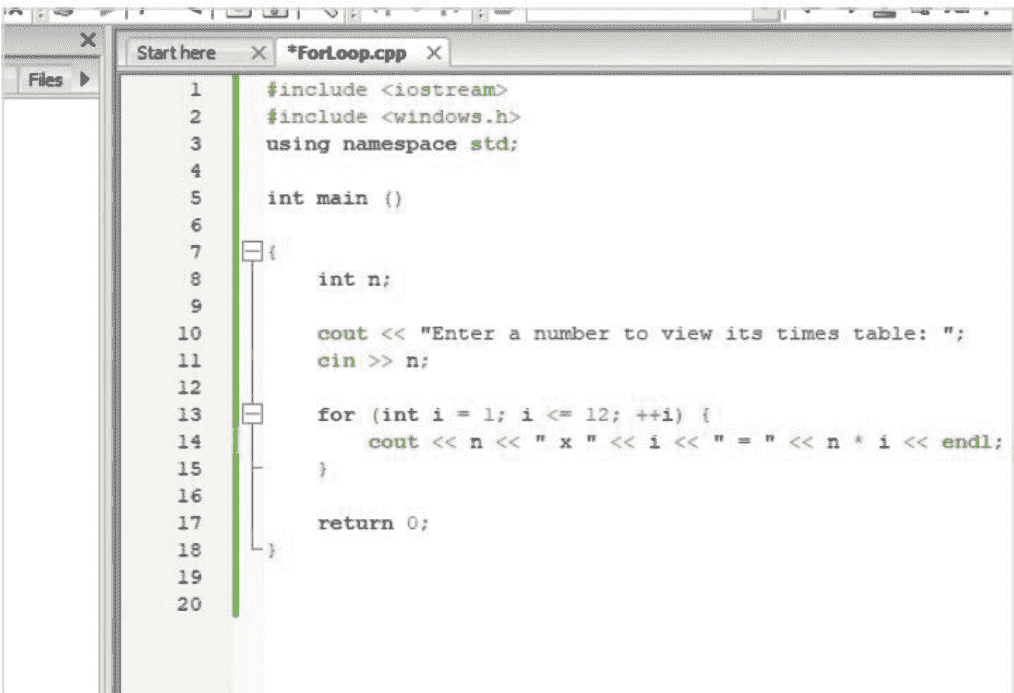 Start here
*ForLoop.cpp
Files
1 #include <iostream>
2 #include <windows.h>
3 using namespace std;
4
5 int main ()
6
7 {
8 int n;
9
10 cout << "Enter a number to view its times table: ";
11 cin >> n;
12
13 for (int i = 1; i <= 12; ++i) {
14 cout << n << " x " << i << " = " << n * i << endl;
15 }
16
17 return 0;
18 }
19
20